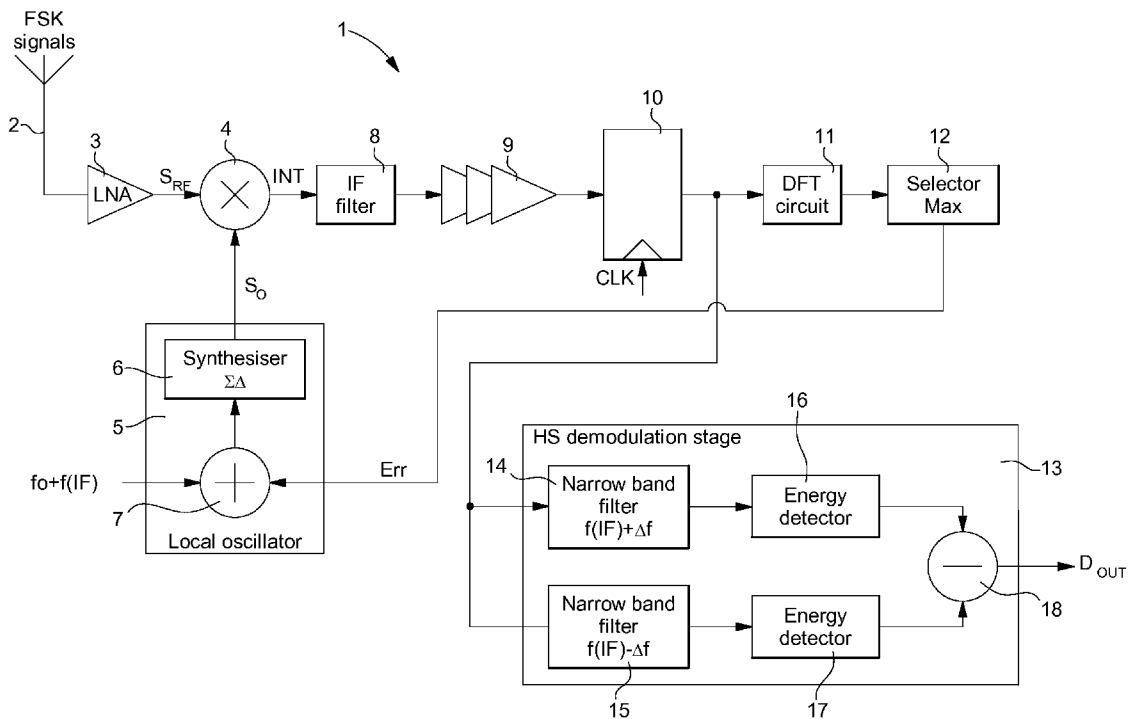 FSK
signals
1
2
3
LNA
S_RF
4
INT
8
IF
filter
9
10
CLK
11
DFT
circuit
12
Selector
Max
S_O
6
Synthesiser
ΣΔ
5
fo+f(IF)
7
Local oscillator
Err
HS demodulation stage
13
14
Narrow band
filter
f(IF)+Δf
16
Energy
detector
Narrow band
filter
f(IF)-Δf
15
Energy
detector
17
18
D_OUT